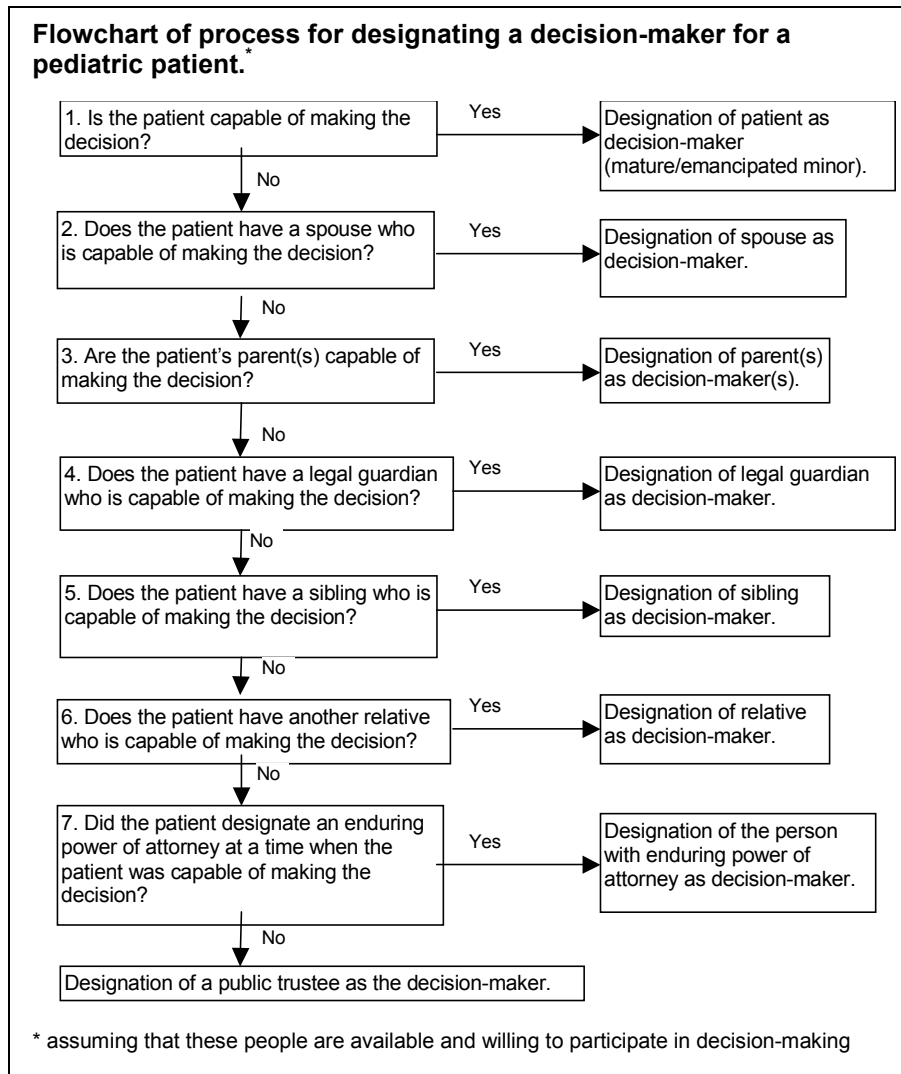 Flowchart of process for designating a decision-maker for a
pediatric patient.*
1. Is the patient capable of making the
decision?
Yes
Designation of patient as
decision-maker
(mature/emancipated minor).
No
2. Does the patient have a spouse who
is capable of making the decision?
Yes
Designation of spouse as
decision-maker.
No
3. Are the patient's parent(s) capable of
making the decision?
Yes
Designation of parent(s)
as decision-maker(s).
No
4. Does the patient have a legal guardian
who is capable of making the decision?
Yes
Designation of legal guardian
as decision-maker.
No
5. Does the patient have a sibling who is
capable of making the decision?
Yes
Designation of sibling
as decision-maker.
No
6. Does the patient have another relative
who is capable of making the decision?
Yes
Designation of relative
as decision-maker.
No
7. Did the patient designate an enduring
power of attorney at a time when the
patient was capable of making the
decision?
Yes
Designation of the person
with enduring power of
attorney as decision-maker.
No
Designation of a public trustee as the decision-maker.
* assuming that these people are available and willing to participate in decision-making